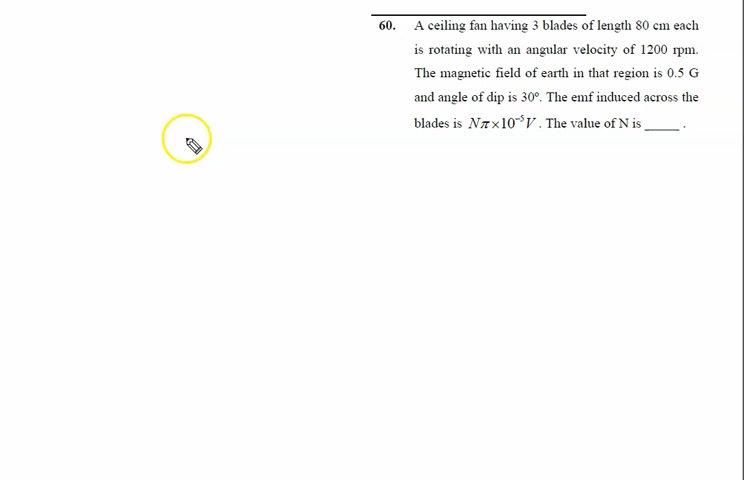 60. A ceiling fan having 3 blades of length 80 cm each
is rotating with an angular velocity of 1200 rpm.
The magnetic field of earth in that region is 0.5 G
and angle of dip is 30°. The emf induced across the
blades is Nπ×10⁻⁵V. The value of N is _____ .